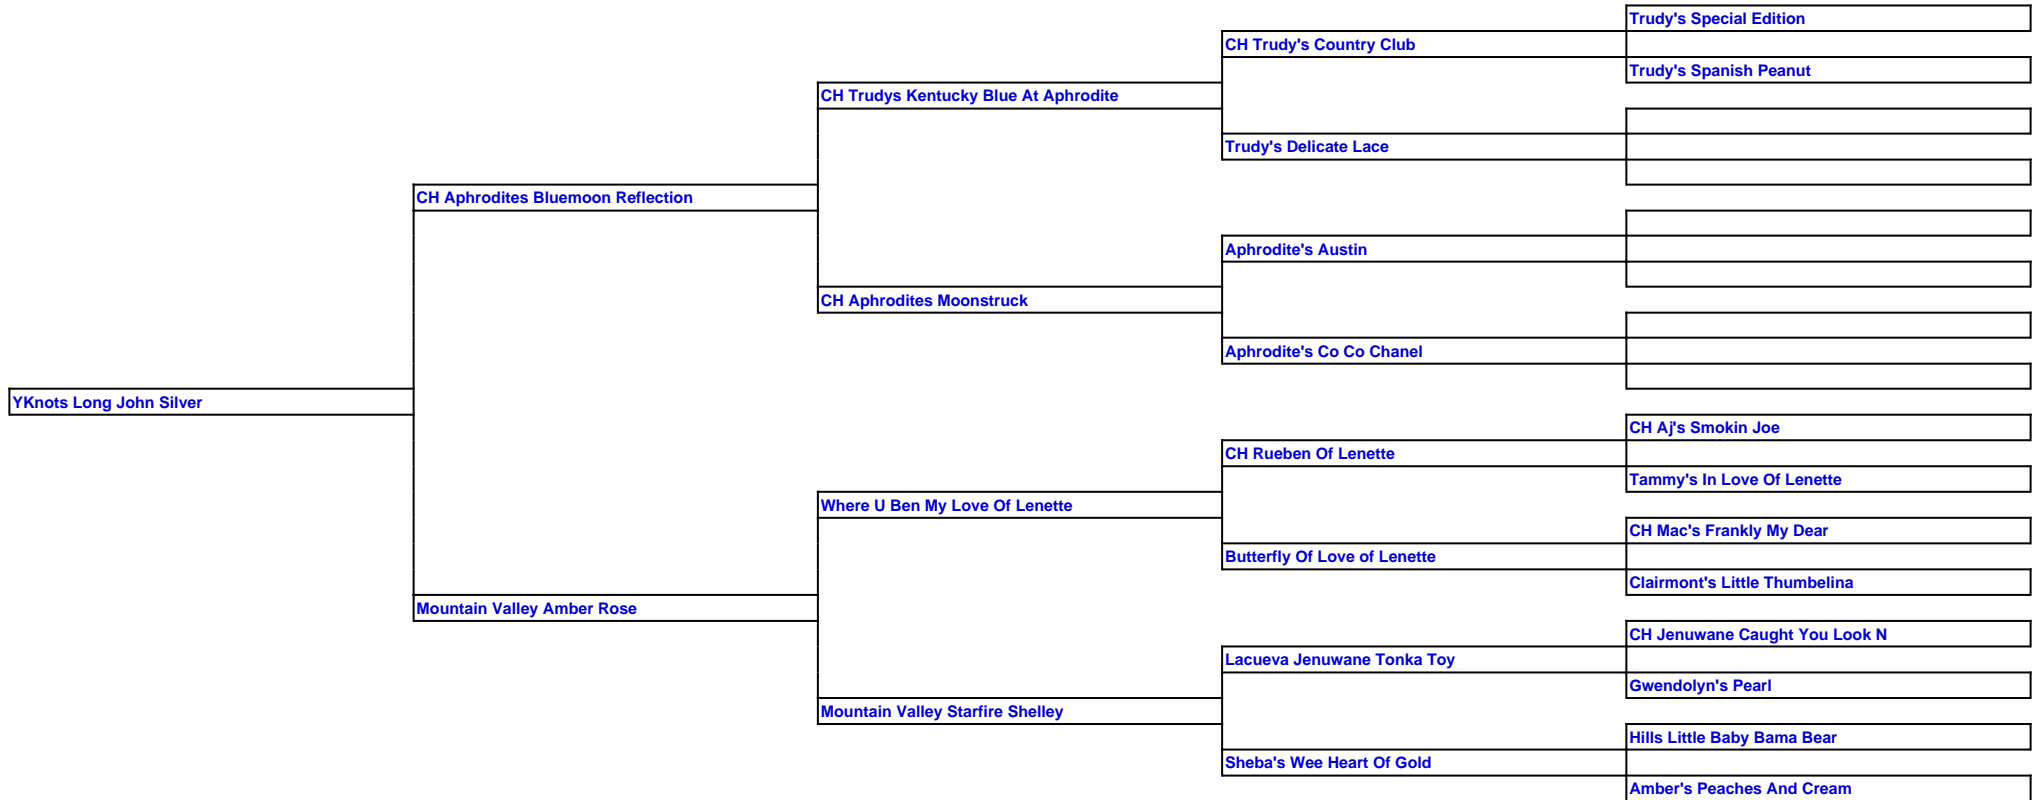 Trudy's Special Edition
CH Trudy's Country Club
Trudy's Spanish Peanut
CH Trudys Kentucky Blue At Aphrodite
Trudy's Delicate Lace
CH Aphrodites Bluemoon Reflection
Aphrodite's Austin
CH Aphrodites Moonstruck
Aphrodite's Co Co Chanel
YKnots Long John Silver
CH Aj's Smokin Joe
CH Rueben Of Lenette
Tammy's In Love Of Lenette
Where U Ben My Love Of Lenette
CH Mac's Frankly My Dear
Butterfly Of Love of Lenette
Clairmont's Little Thumbelina
Mountain Valley Amber Rose
CH Jenuwane Caught You Look N
Lacueva Jenuwane Tonka Toy
Gwendolyn's Pearl
Mountain Valley Starfire Shelley
Hills Little Baby Bama Bear
Sheba's Wee Heart Of Gold
Amber's Peaches And Cream